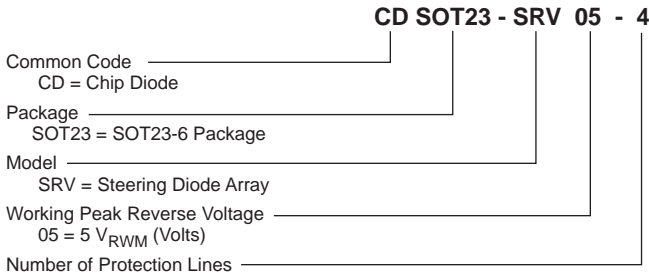 CD SOT23 - SRV 05 - 4
Common Code
CD = Chip Diode
Package
SOT23 = SOT23-6 Package
Model
SRV = Steering Diode Array
Working Peak Reverse Voltage
05 = 5 VRWM (Volts)
Number of Protection Lines